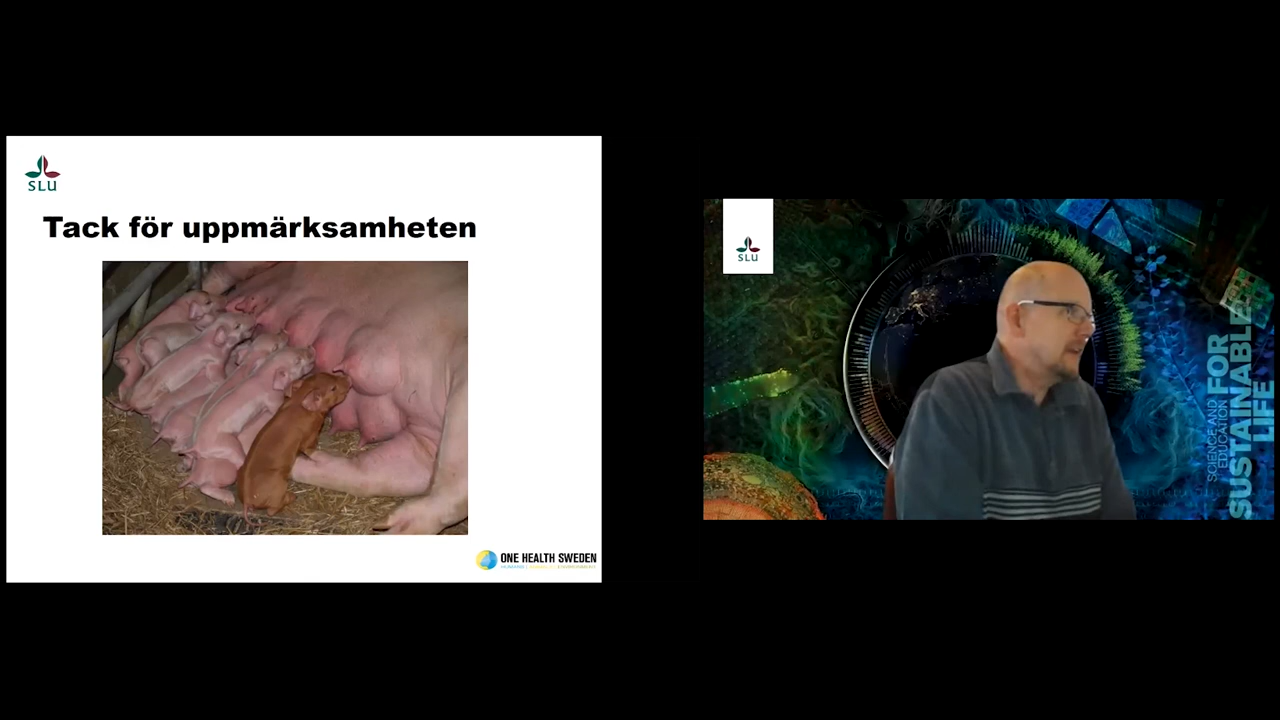 SLU
Tack för uppmärksamheten
ONE HEALTH SWEDEN
SLU
SCIENCE AND
EDUCATION
FOR
SUSTAINABLE
LIFE